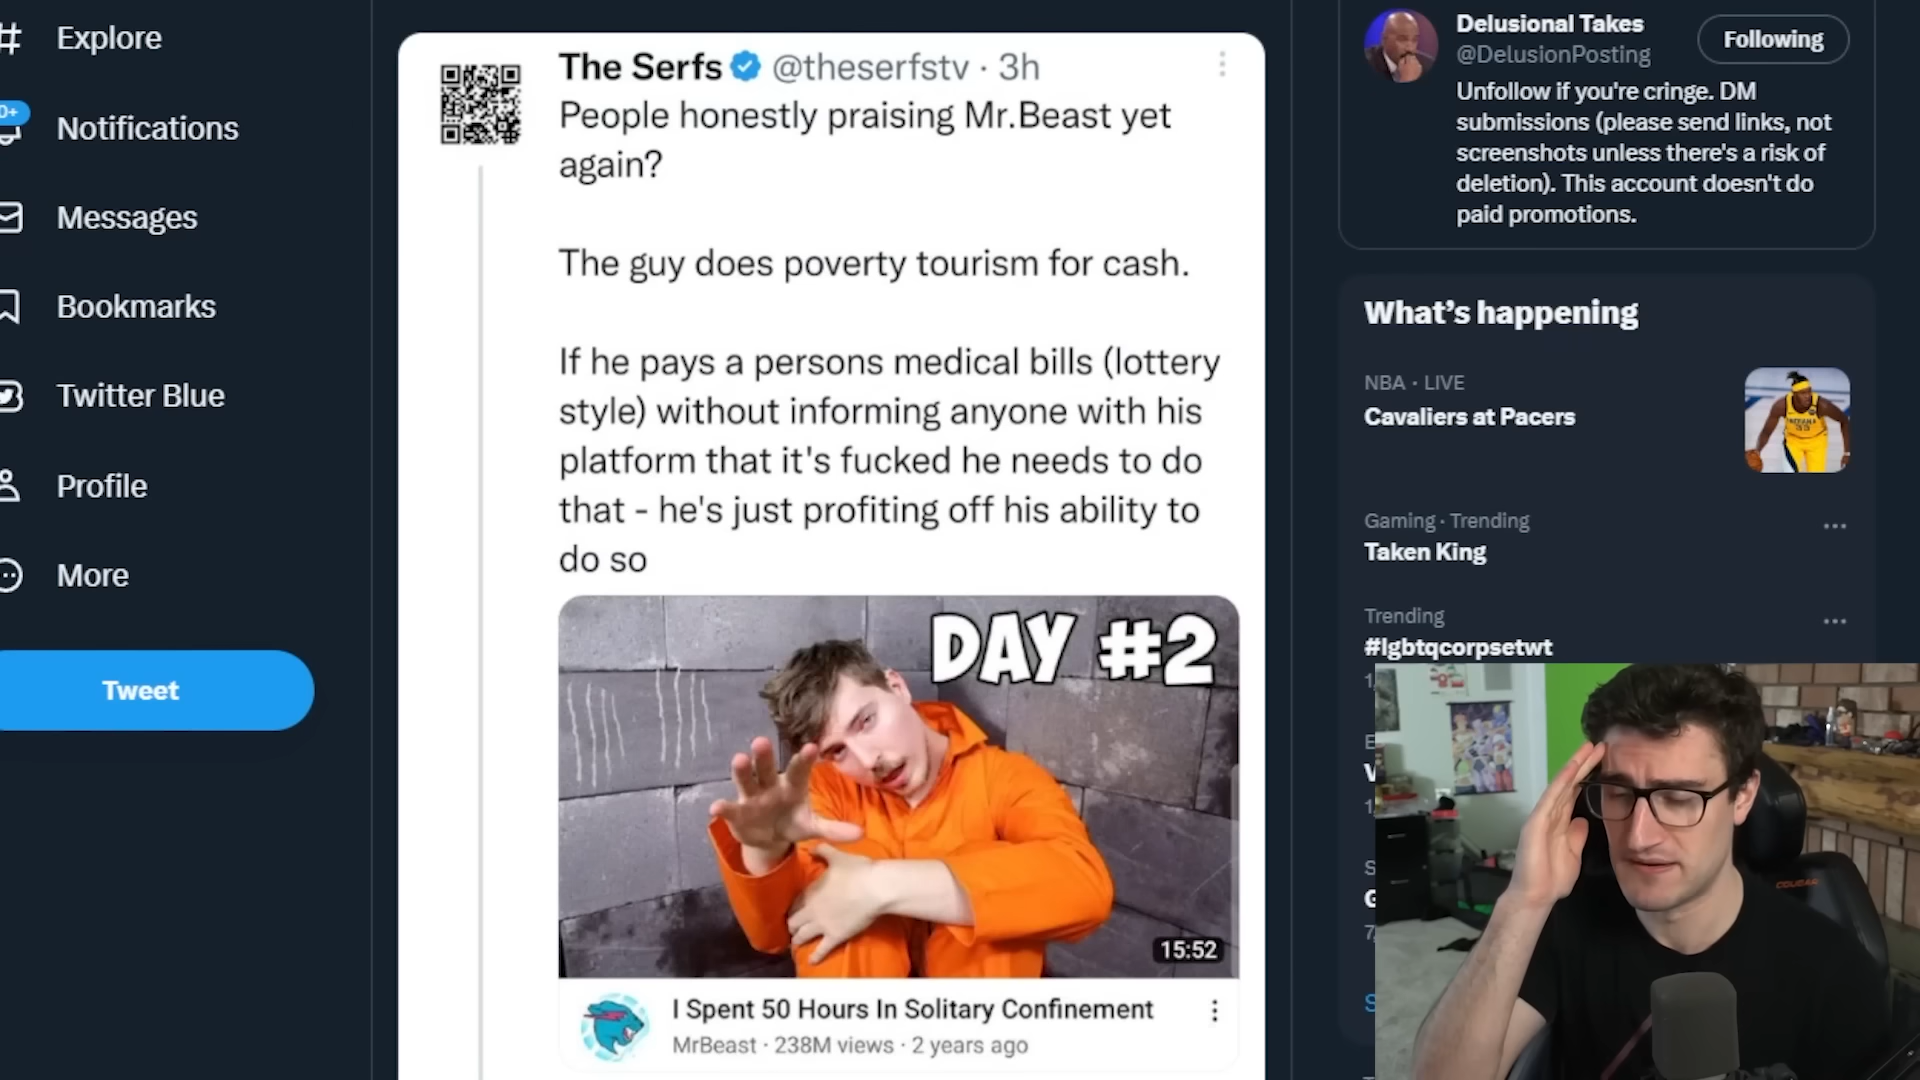 Explore
0+
Notifications
Messages
Bookmarks
Twitter Blue
Profile
More
Tweet
The Serfs @theserfstv · 3h
People honestly praising Mr.Beast yet
again?
The guy does poverty tourism for cash.
If he pays a persons medical bills (lottery
style) without informing anyone with his
platform that it's fucked he needs to do
that - he's just profiting off his ability to
do so
DAY #2
15:52
I Spent 50 Hours In Solitary Confinement
MrBeast · 238M views · 2 years ago
Delusional Takes
@DelusionPosting
Following
Unfollow if you're cringe. DM
submissions (please send links, not
screenshots unless there's a risk of
deletion). This account doesn't do
paid promotions.
What's happening
NBA · LIVE
Cavaliers at Pacers
INDIANA
33
Gaming · Trending
Taken King
Trending
#lgbtqcorpsetwt
COUGAR